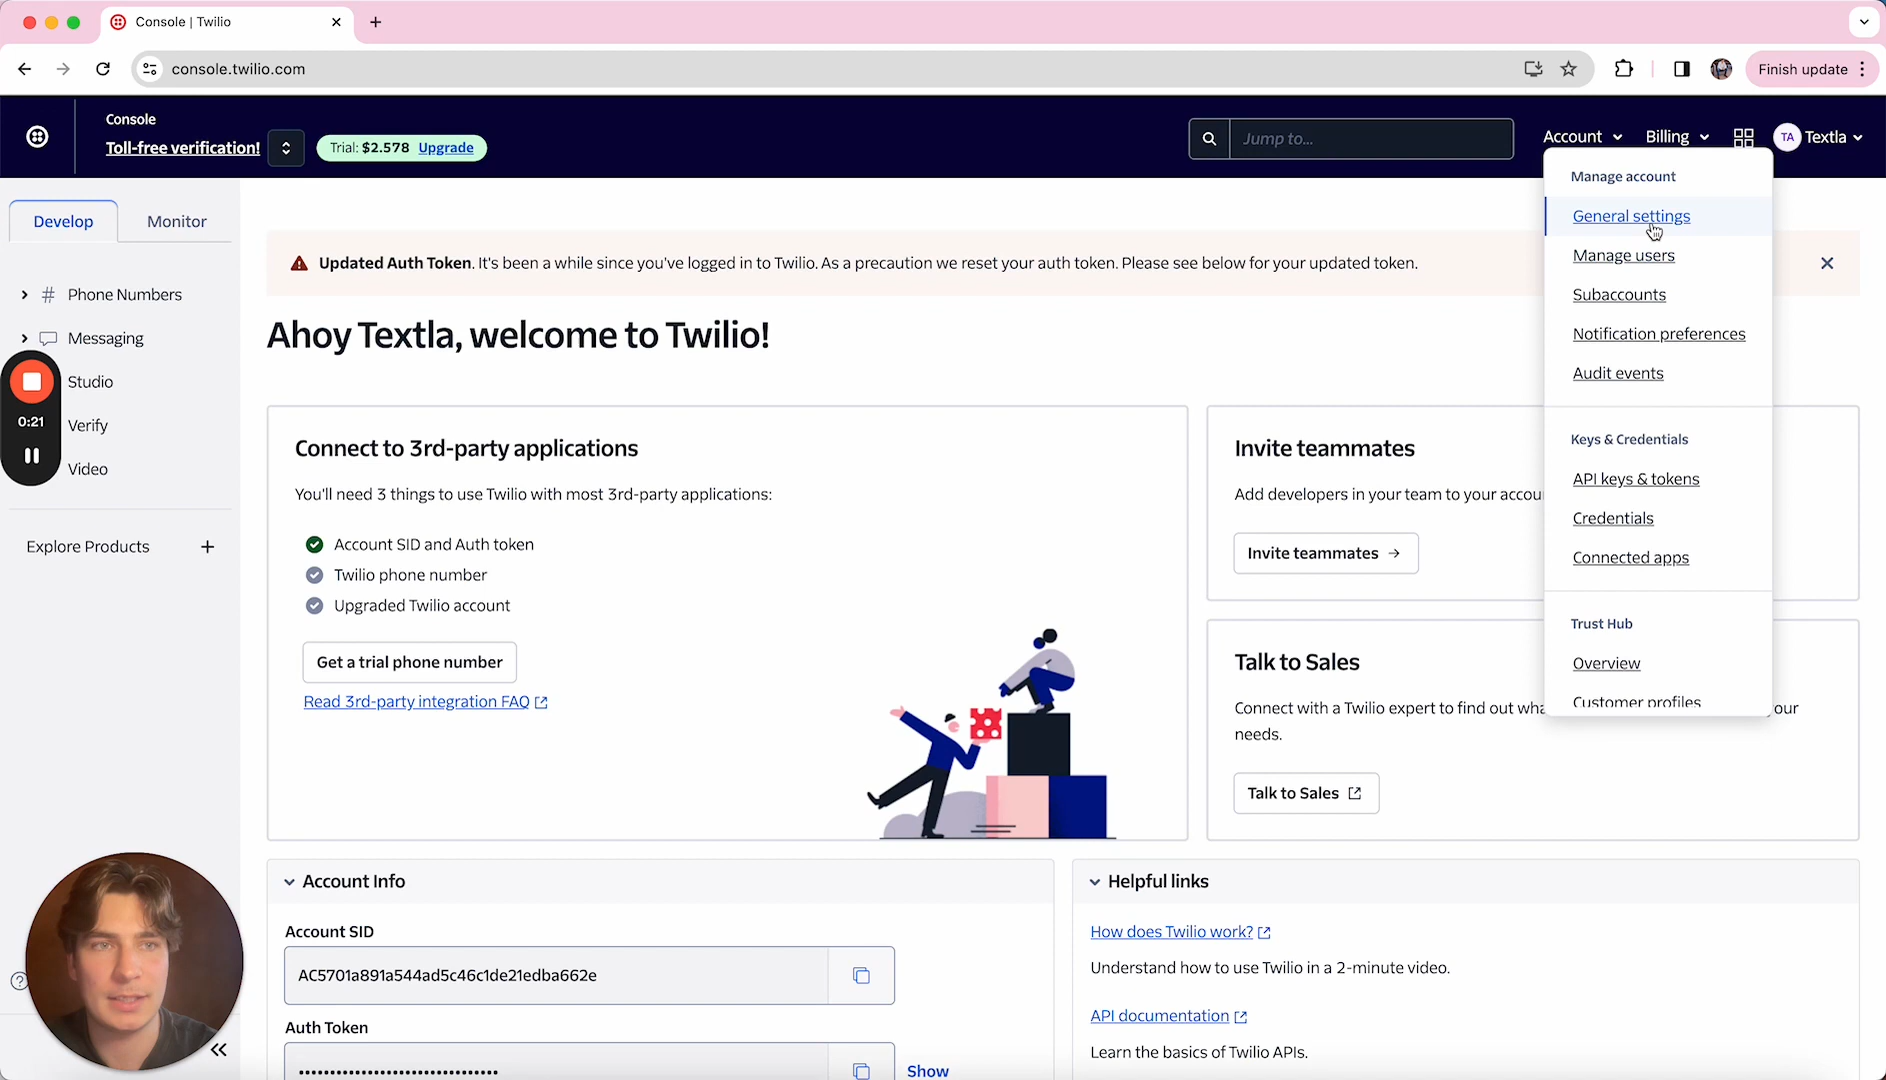 Console | Twilio
console.twilio.com
Finish update
Console
Toll-free verification!
Trial: $2.578 Upgrade
Jump to...
Account
Billing
TA
Textla
Develop
Monitor
Phone Numbers
Messaging
Studio
Verify
Video
0:21
Explore Products
Updated Auth Token. It's been a while since you've logged in to Twilio. As a precaution we reset your auth token. Please see below for your updated token.
Ahoy Textla, welcome to Twilio!
Connect to 3rd-party applications
You'll need 3 things to use Twilio with most 3rd-party applications:
Account SID and Auth token
Twilio phone number
Upgraded Twilio account
Get a trial phone number
Read 3rd-party integration FAQ
Invite teammates
Add developers in your team to your accou
Invite teammates
Talk to Sales
Connect with a Twilio expert to find out wha
our
needs.
Talk to Sales
Manage account
General settings
Manage users
Subaccounts
Notification preferences
Audit events
Keys & Credentials
API keys & tokens
Credentials
Connected apps
Trust Hub
Overview
Customer profiles
Account Info
Account SID
AC5701a891a544ad5c46c1de21edba662e
Auth Token
Show
Helpful links
How does Twilio work?
Understand how to use Twilio in a 2-minute video.
API documentation
Learn the basics of Twilio APIs.